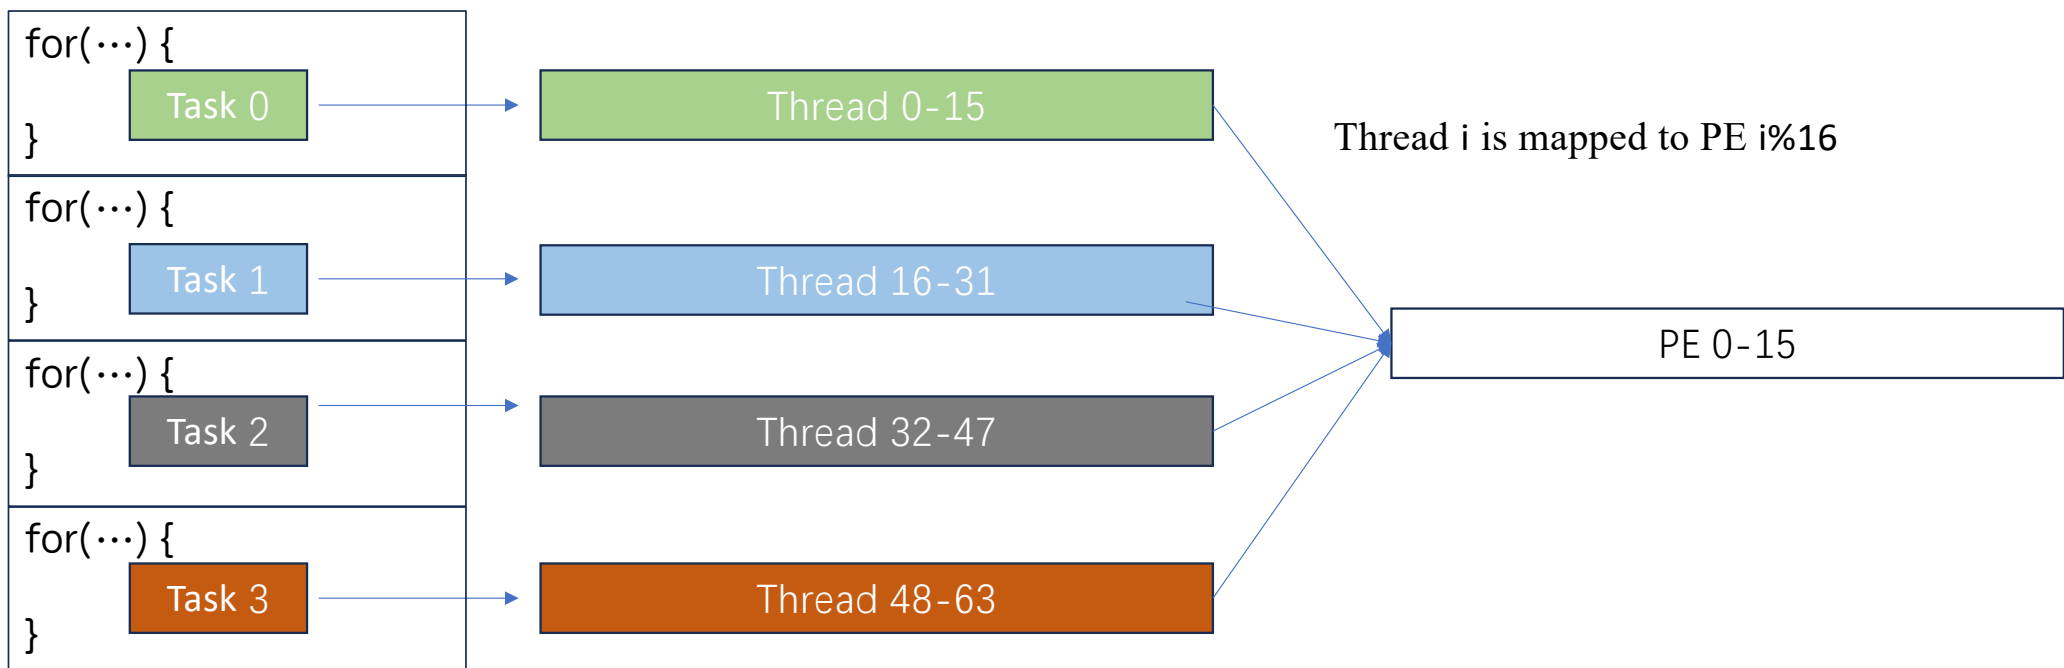 for(⋯) {
Task 0
}
Thread 0-15
Thread i is mapped to PE i%16
for(⋯) {
Task 1
}
Thread 16-31
PE 0-15
for(⋯) {
Task 2
}
Thread 32-47
for(⋯) {
Task 3
}
Thread 48-63